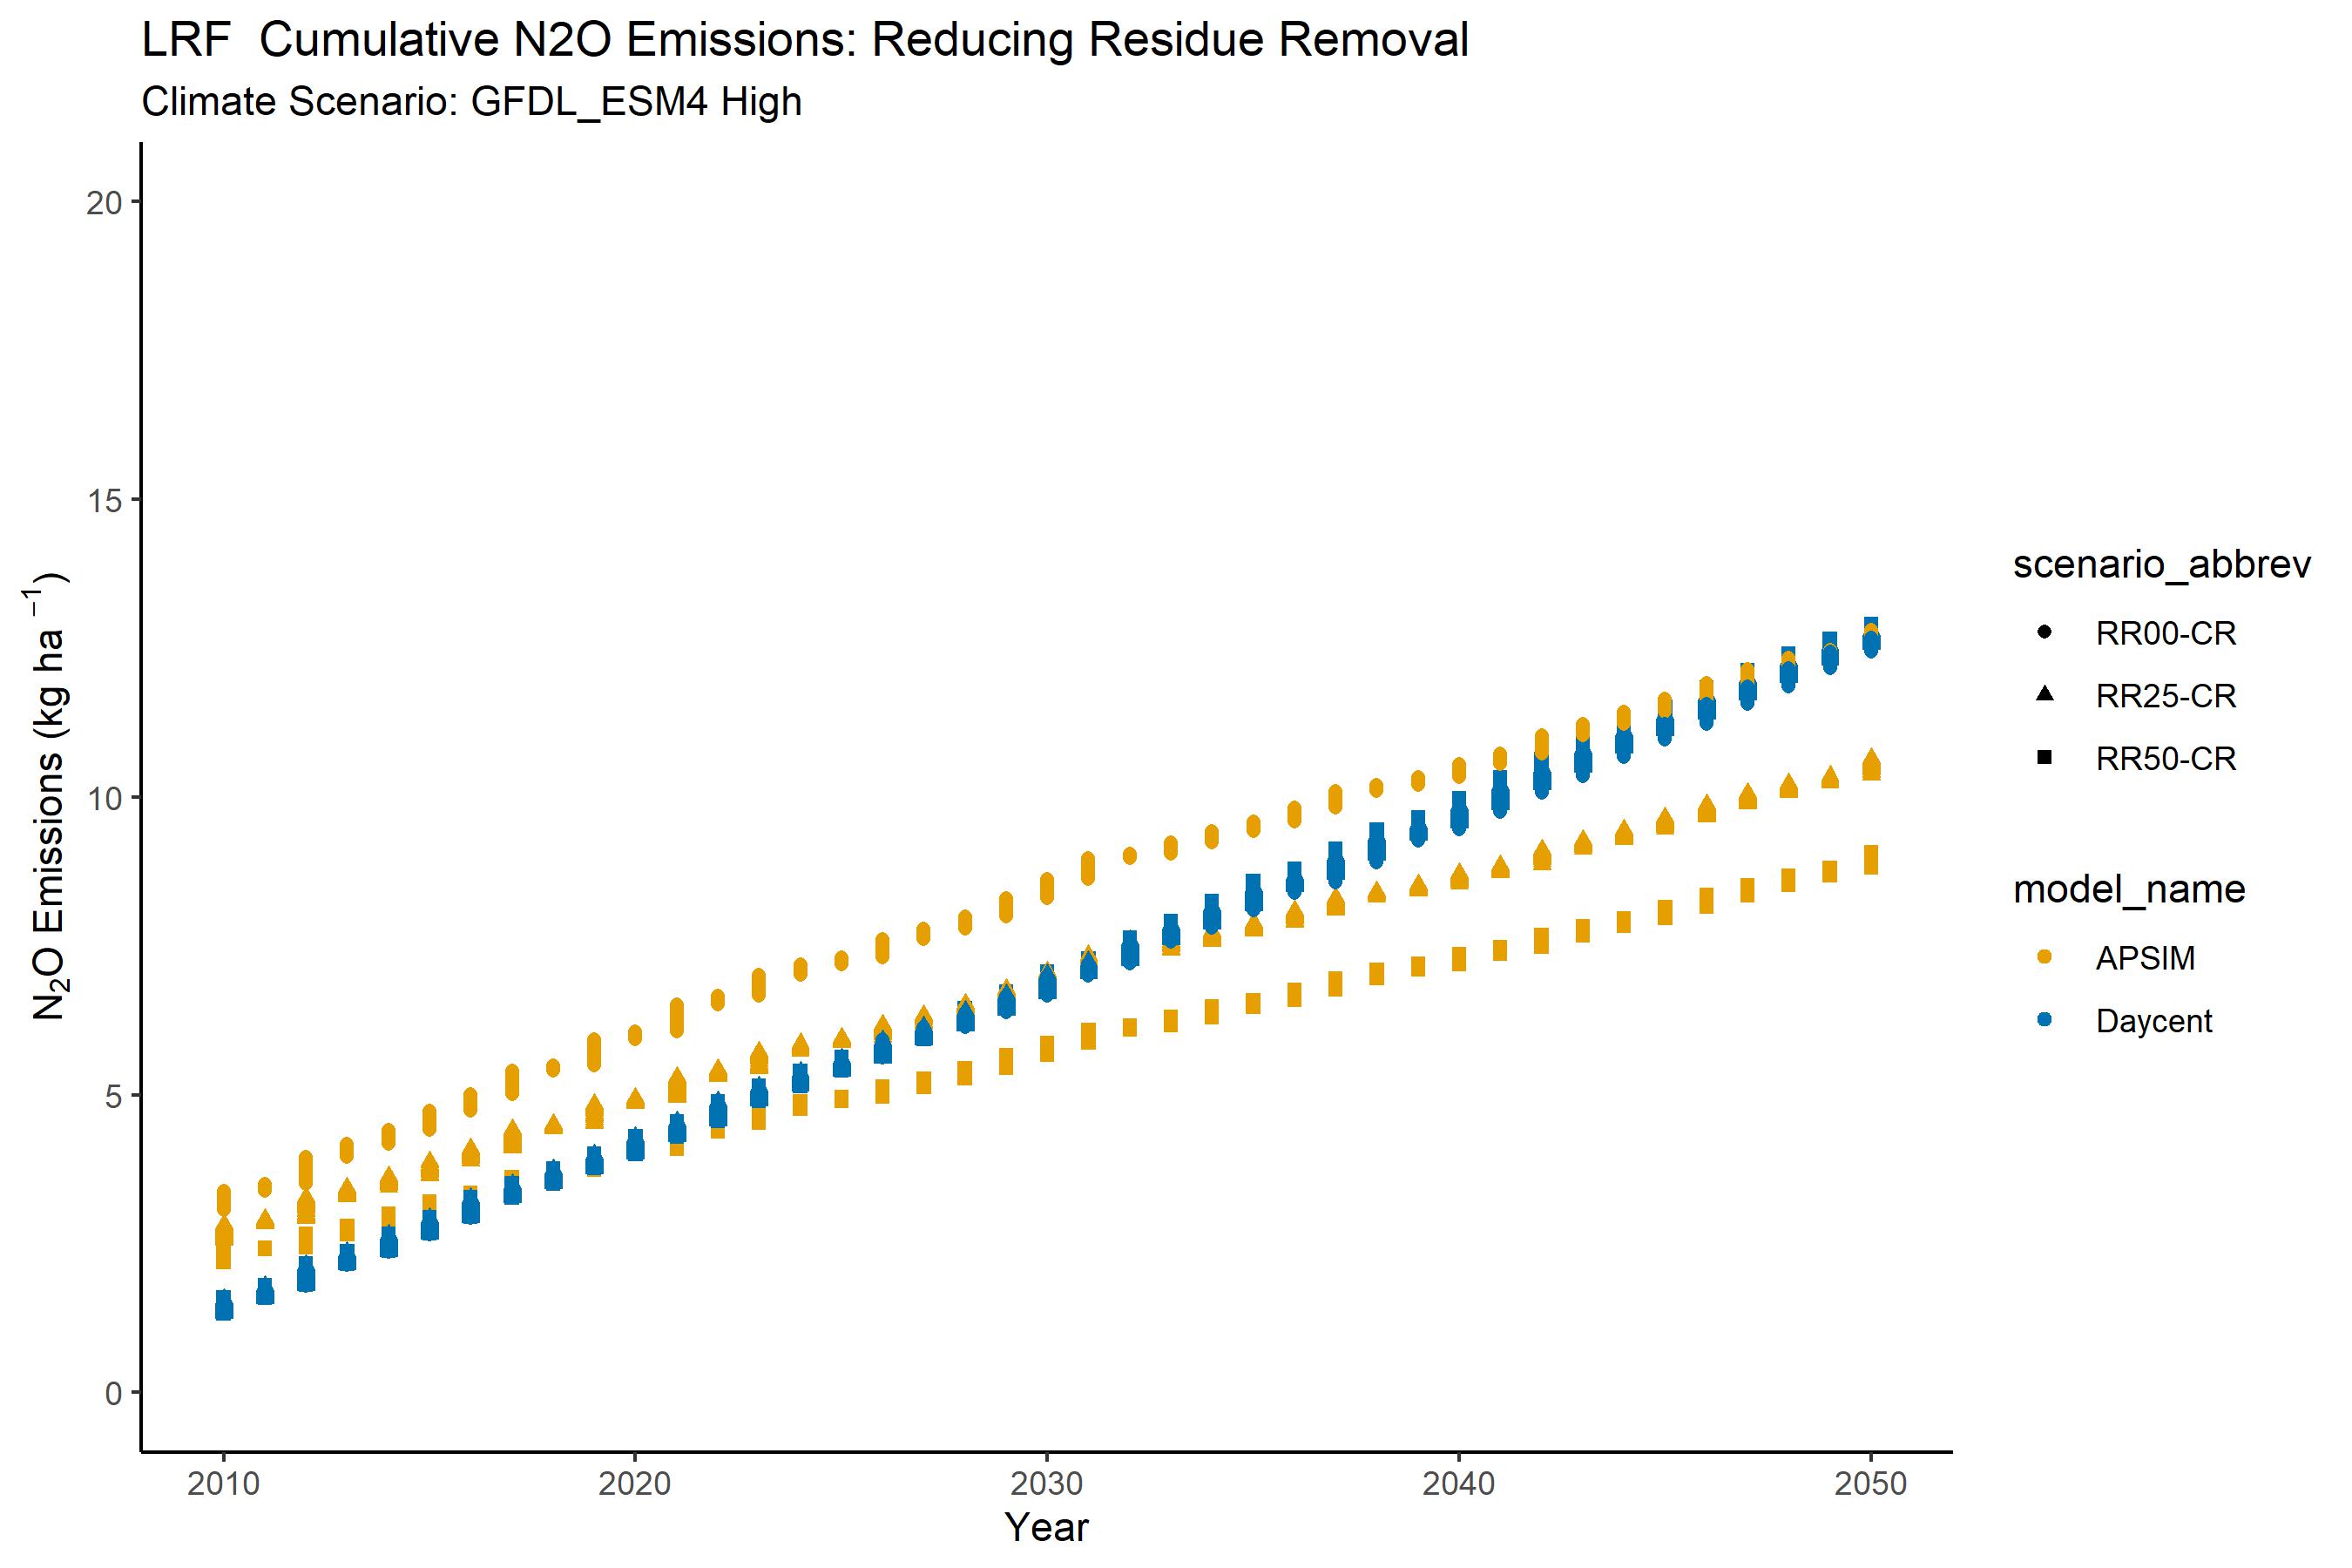 LRF  Cumulative N2O Emissions: Reducing Residue Removal
Climate Scenario: GFDL_ESM4 High
N₂O Emissions (kg ha ⁻¹)
20
15
10
5
0
2010
2020
2030
2040
2050
Year
scenario_abbrev
RR00-CR
RR25-CR
RR50-CR
model_name
APSIM
Daycent